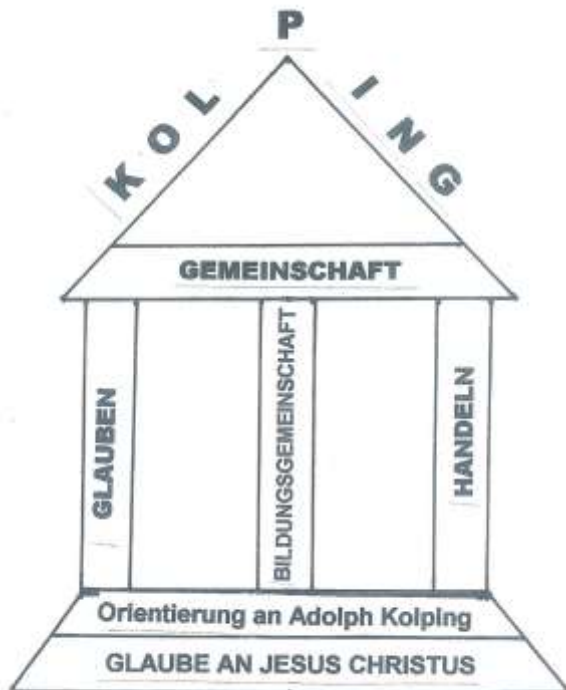 KOLPING
GEMEINSCHAFT
GLAUBEN
BILDUNGSGEMEINSCHAFT
HANDELN
Orientierung an Adolph Kolping
GLAUBE AN JESUS CHRISTUS